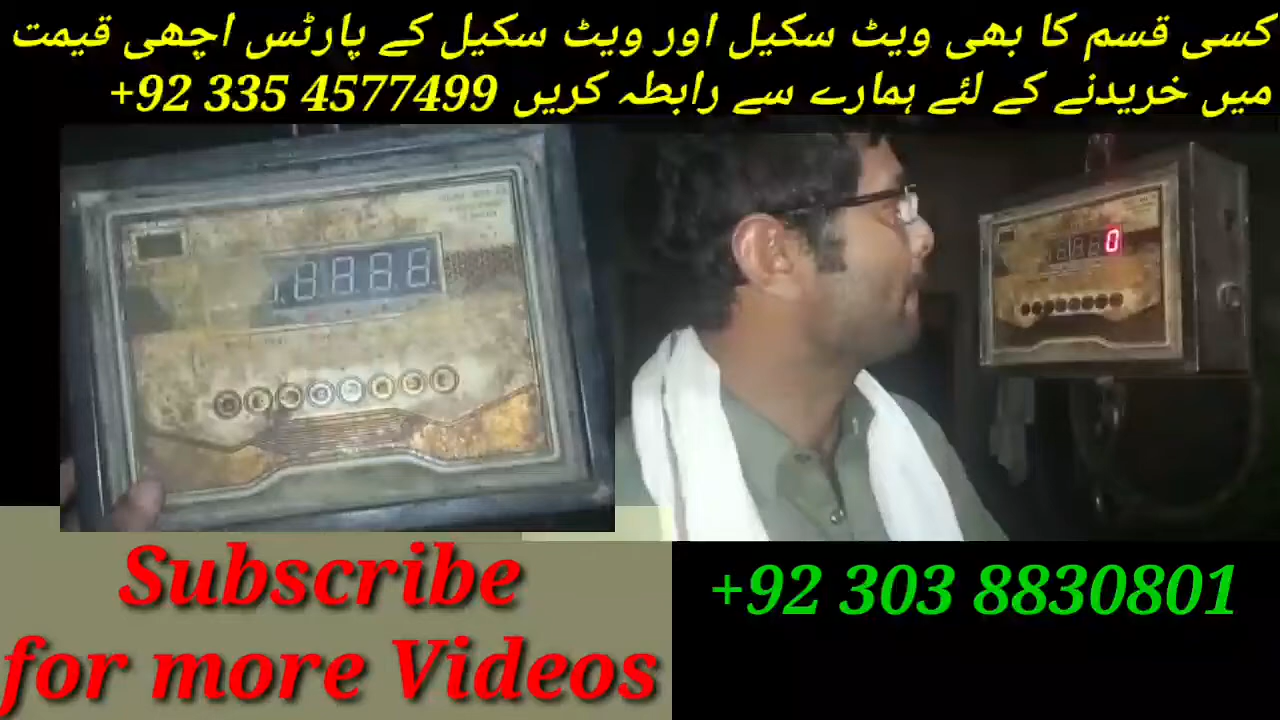 کسی قسم کا بھی ویٹ سکیل اور ویٹ سکیل کے پارٹس اچھی قیمت
میں خریدنے کے لئے ہمارے سے رابطہ کریں +92 335 4577499
0
Subscribe
for more Videos
+92 303 8830801